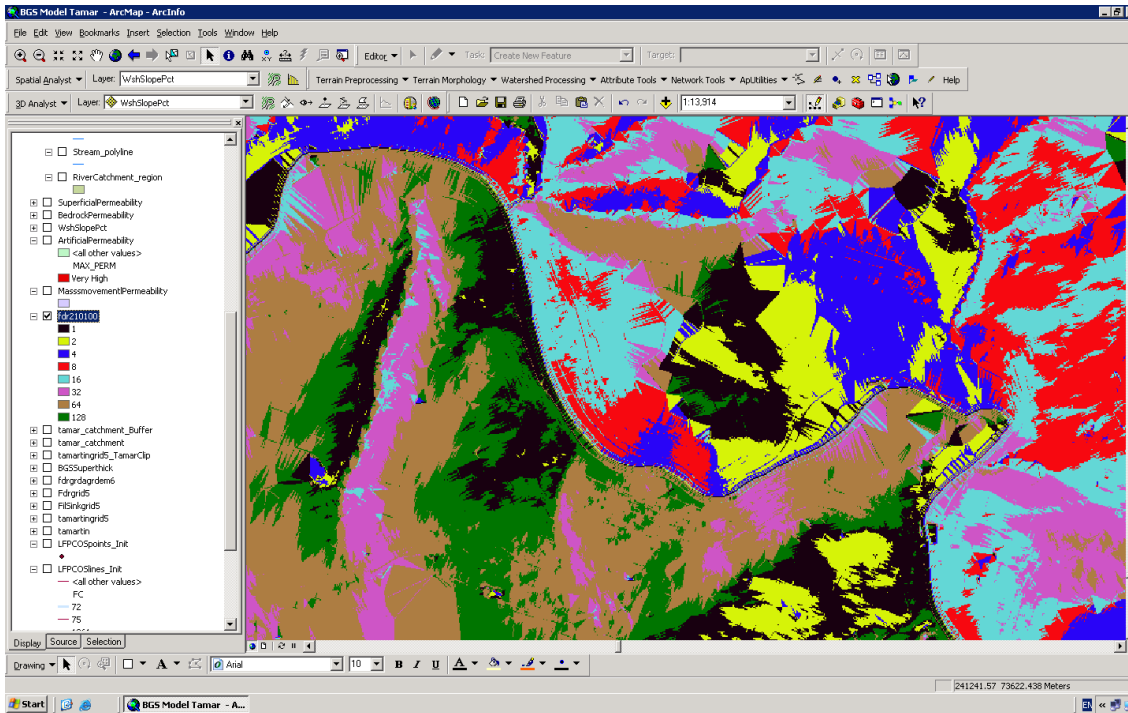 BGS Model Tamar - ArcMap - ArcInfo
File Edit View Bookmarks Insert Selection Tools Window Help
Editor Task: Create New Feature Target:
Spatial Analyst Layer: WshSlopePct Terrain Preprocessing Terrain Morphology Watershed Processing Attribute Tools Network Tools ApUtilities Help
3D Analyst Layer: WshSlopePct 1:13,914
Stream_polyline
RiverCatchment_region
SuperficialPermeability
BedrockPermeability
WshSlopePct
ArtificialPermeability
<all other values>
MAX_PERM
Very High
MasssmovementlPermeability
fdr210100
1
2
4
8
16
32
64
128
tamar_catchment_Buffer
tamar_catchment
tamartingrid5_TamarClip
BGSSuperthick
fdrgrdagrdem6
Fdrgrid5
FilSinkgrid5
tamartingrid5
tamartin
LFPCOSpoints_Init
LFPCOSlines_Init
<all other values>
FC
72
75
Display Source Selection
Drawing A Arial 10 B I U A
241241.57 73622.438 Meters
Start BGS Model Tamar - A... EN